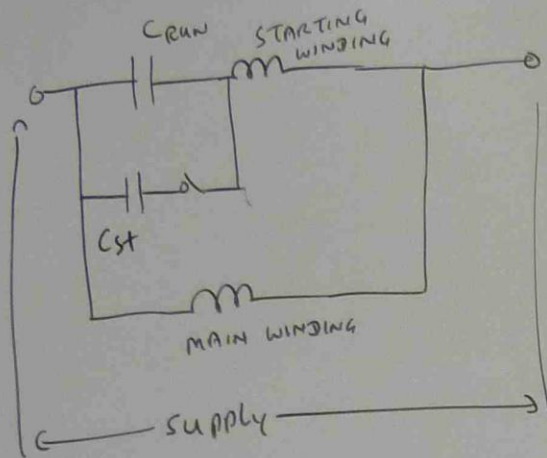 CRUN
STARTING
WINDING
Cst
MAIN WINDING
SUPPLY